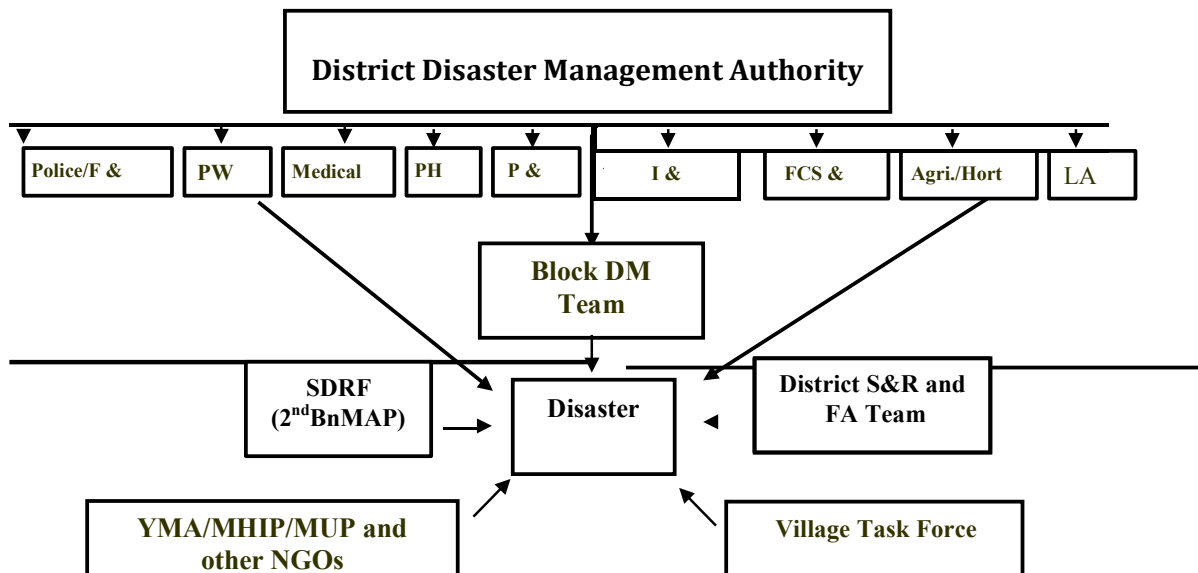 District Disaster Management Authority
Police/F &
PW
Medical
PH
P &
I &
FCS &
Agri./Hort
LA
Block DM
Team
SDRF
(2ndBnMAP)
Disaster
District S&R and
FA Team
YMA/MHIP/MUP and
other NGOs
Village Task Force